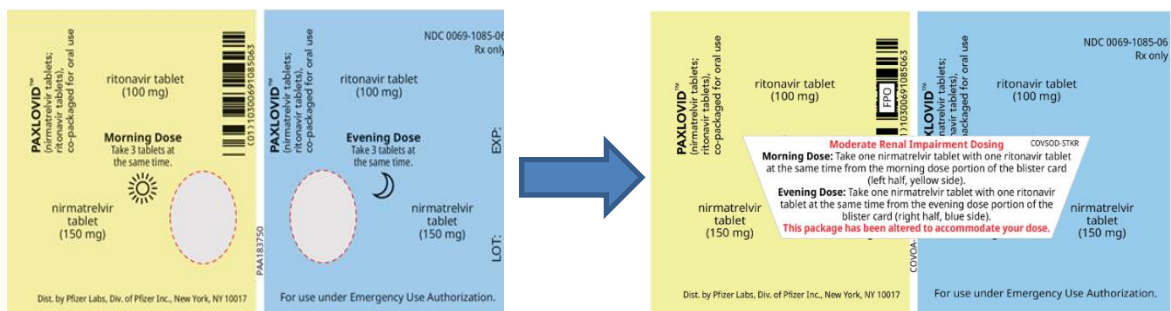 PAXLOVID™
(nirmatrelvir tablets;
ritonavir tablets),
co-packaged for oral use
ritonavir tablet
(100 mg)
Morning Dose
Take 3 tablets at
the same time.
nirmatrelvir
tablet
(150 mg)
(01)10300691085063
Dist. by Pfizer Labs, Div. of Pfizer Inc., New York, NY 10017
PAA183750
PAXLOVID™
(nirmatrelvir tablets;
ritonavir tablets),
co-packaged for oral use
NDC 0069-1085-06
Rx only
ritonavir tablet
(100 mg)
Evening Dose
Take 3 tablets at
the same time.
nirmatrelvir
tablet
(150 mg)
EXP:
LOT:
For use under Emergency Use Authorization.
PAXLOVID™
(nirmatrelvir tablets;
ritonavir tablets),
co-packaged for oral use
ritonavir tablet
(100 mg)
FPO
10300691085063
nirmatrelvir
tablet
(150 mg)
Dist. by Pfizer Labs, Div. of Pfizer Inc., New York, NY 10017
COVOA-
XLOVID™
(nirmatrelvir tablets;
ritonavir tablets),
co-packaged for oral use
NDC 0069-1085-06
Rx only
ritonavir tablet
(100 mg)
Moderate Renal Impairment Dosing
COVSOD-STKR
Morning Dose: Take one nirmatrelvir tablet with one ritonavir tablet
at the same time from the morning dose portion of the blister card
(left half, yellow side).
Evening Dose: Take one nirmatrelvir tablet with one ritonavir
tablet at the same time from the evening dose portion of the
blister card (right half, blue side).
This package has been altered to accommodate your dose.
nirmatrelvir
tablet
(150 mg)
For use under Emergency Use Authorization.